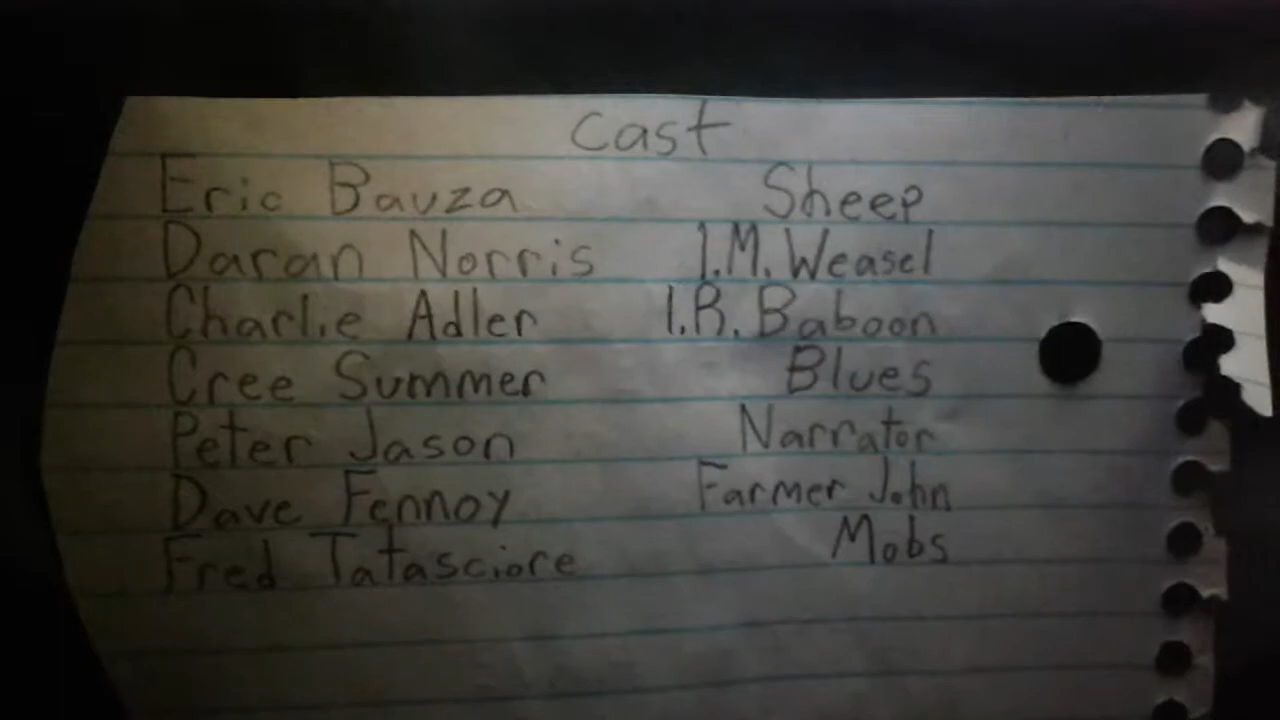 Cast
Eric Bauza Sheep
Daran Norris I.M. Weasel
Charlie Adler I.R. Baboon
Cree Summer Blues
Peter Jason Narrator
Dave Fennoy Farmer John
Fred Tatasciore Mobs